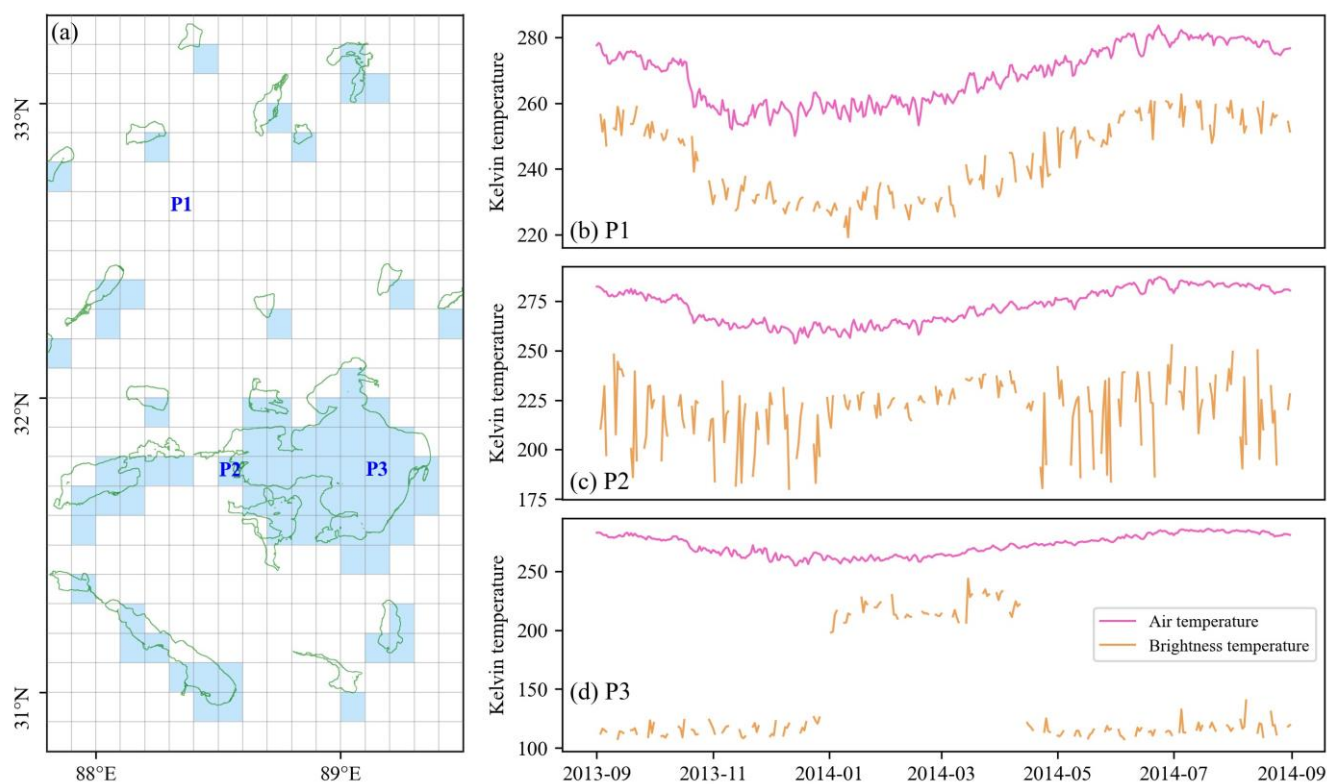 (a)
33°N
32°N
31°N
88°E
89°E
P1
P2
P3
Kelvin temperature
280
260
240
220
(b) P1
Kelvin temperature
275
250
225
200
175
(c) P2
Kelvin temperature
250
200
150
100
Air temperature
Brightness temperature
(d) P3
2013-09
2013-11
2014-01
2014-03
2014-05
2014-07
2014-09